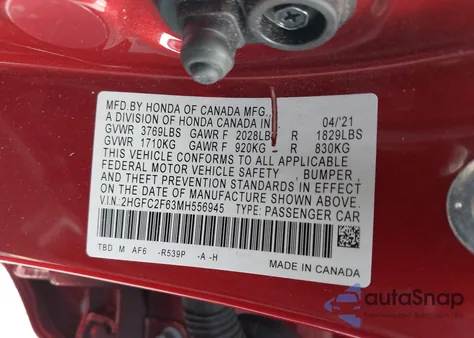 MFD.BY HONDA OF CANADA MFG.,
A DIVISION OF HONDA CANADA IN 04/'21
GVWR 3769LBS GAWR F 2028LB R 1829LBS
GVWR 1710KG GAWR F 920KG R 830KG
THIS VEHICLE CONFORMS TO ALL APPLICABLE
FEDERAL MOTOR VEHICLE SAFETY , BUMPER ,
AND THEFT PREVENTION STANDARDS IN EFFECT
ON THE DATE OF MANUFACTURE SHOWN ABOVE.
V.I.N: 2HGFC2F63MH556945 TYPE: PASSENGER CAR
TBD M AF6 -R539P -A -H
MADE IN CANADA
autoSnap